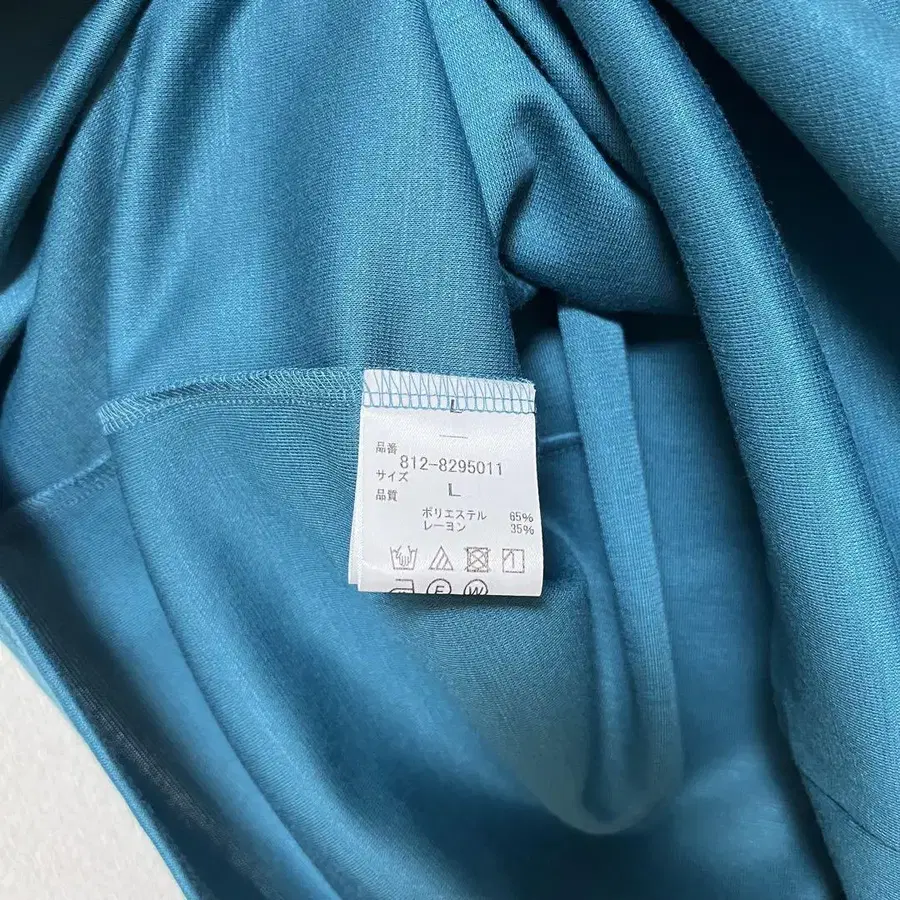 L
品番
812-8295011
サイズ
L
品質
ポリエステル 65%
レーヨン 35%
F W